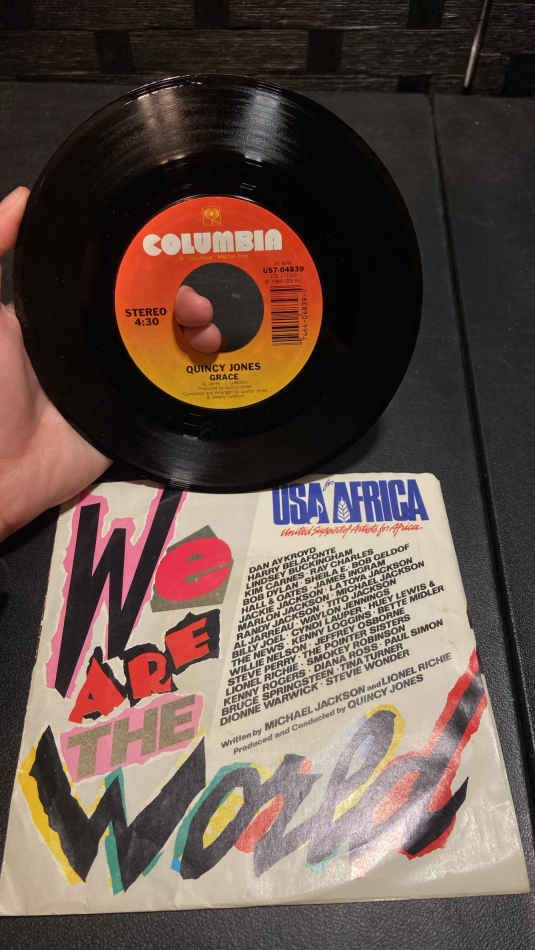 COLUMBIA
US7-04839
STEREO
4:30
QUINCY JONES
GRACE
We
ARE
THE
World
USA for AFRICA
United Support of Artists for Africa
DAN AYKROYD
HARRY BELAFONTE
LINDSEY BUCKINGHAM
KIM CARNES · RAY CHARLES
BOB DYLAN · SHEILA E. · BOB GELDOF
HALL & OATES · JAMES INGRAM
JACKIE JACKSON · LA TOYA JACKSON
MARLON JACKSON · MICHAEL JACKSON
RANDY JACKSON · TITO JACKSON
AL JARREAU · WAYLON JENNINGS
BILLY JOEL · CYNDI LAUPER · HUEY LEWIS &
THE NEWS · KENNY LOGGINS · BETTE MIDLER
WILLIE NELSON · JEFFREY OSBORNE
STEVE PERRY · THE POINTER SISTERS
LIONEL RICHIE · SMOKEY ROBINSON
KENNY ROGERS · DIANA ROSS · PAUL SIMON
BRUCE SPRINGSTEEN · TINA TURNER
DIONNE WARWICK · STEVIE WONDER
Written by MICHAEL JACKSON and LIONEL RICHIE
Produced and Conducted by QUINCY JONES